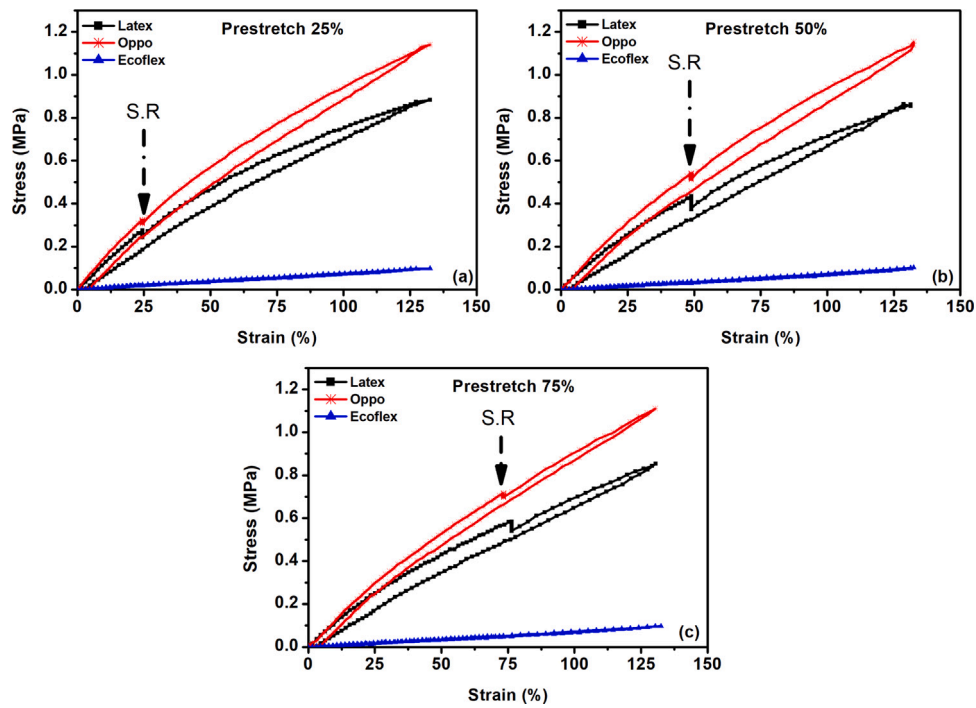 Latex
Oppo
Ecoflex
Prestretch 25%
S.R
(a)
Stress (MPa)
1.2
1.0
0.8
0.6
0.4
0.2
0.0
0 25 50 75 100 125 150
Strain (%)
Latex
Oppo
Ecoflex
Prestretch 50%
S.R
(b)
Stress (MPa)
1.2
1.0
0.8
0.6
0.4
0.2
0.0
0 25 50 75 100 125 150
Strain (%)
Latex
Oppo
Ecoflex
Prestretch 75%
S.R
(c)
Stress (MPa)
1.2
1.0
0.8
0.6
0.4
0.2
0.0
0 25 50 75 100 125 150
Strain (%)